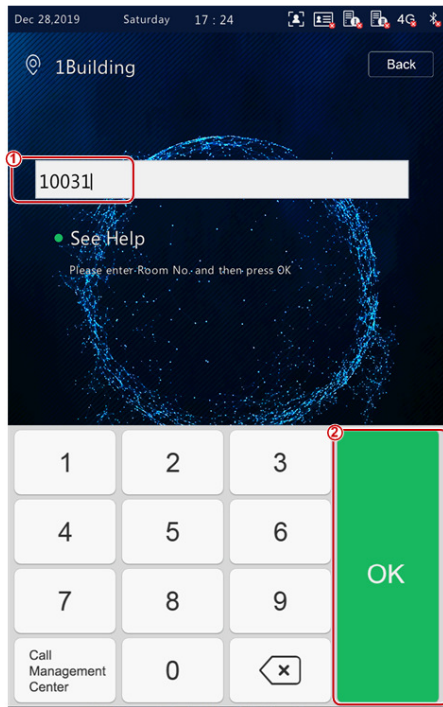 Dec 28,2019 Saturday 17 : 24 4G
1Building Back
1
10031
See Help
Please enter Room No. and then press OK
2
1 2 3
4 5 6
OK
7 8 9
Call
Management
Center
0